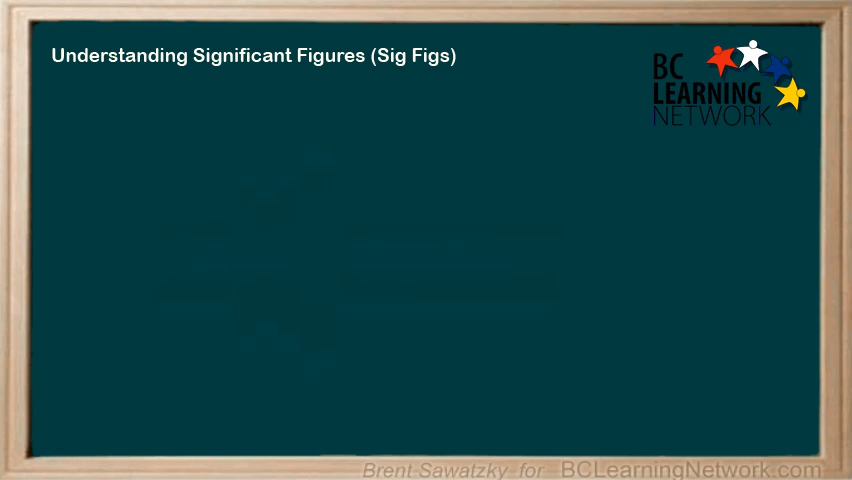 Understanding Significant Figures (Sig Figs)
BC
LEARNING
NETWORK
Brent Sawatzky for BCLearningNetwork.com